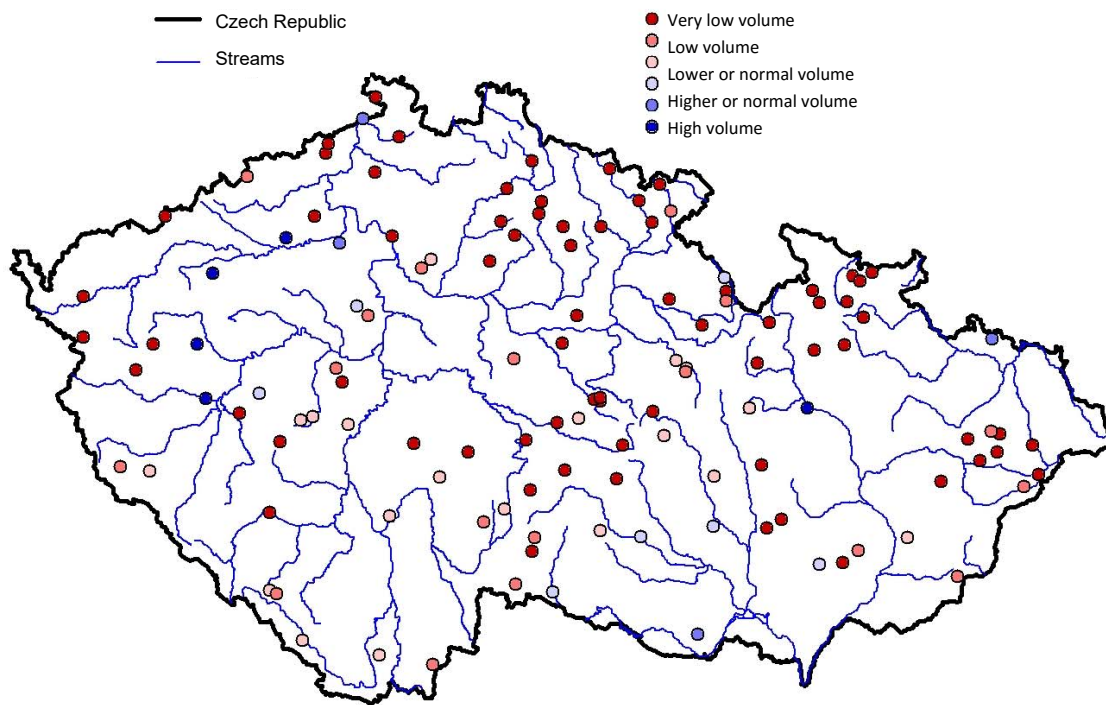 Czech Republic
Streams
Very low volume
Low volume
Lower or normal volume
Higher or normal volume
High volume